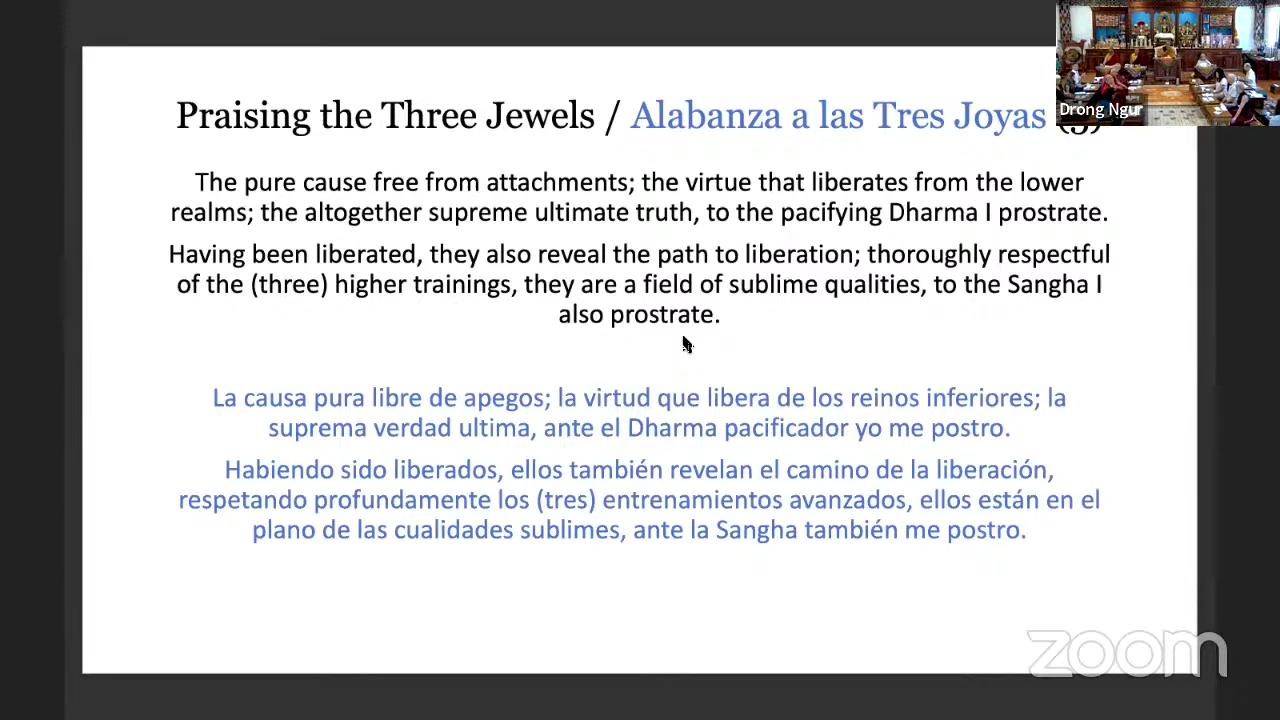 Praising the Three Jewels / Alabanza a las Tres Joyas
Drong Ngur
The pure cause free from attachments; the virtue that liberates from the lower
realms; the altogether supreme ultimate truth, to the pacifying Dharma I prostrate.
Having been liberated, they also reveal the path to liberation; thoroughly respectful
of the (three) higher trainings, they are a field of sublime qualities, to the Sangha I
also prostrate.
La causa pura libre de apegos; la virtud que libera de los reinos inferiores; la
suprema verdad ultima, ante el Dharma pacificador yo me postro.
Habiendo sido liberados, ellos también revelan el camino de la liberación,
respetando profundamente los (tres) entrenamientos avanzados, ellos están en el
plano de las cualidades sublimes, ante la Sangha también me postro.
zoom